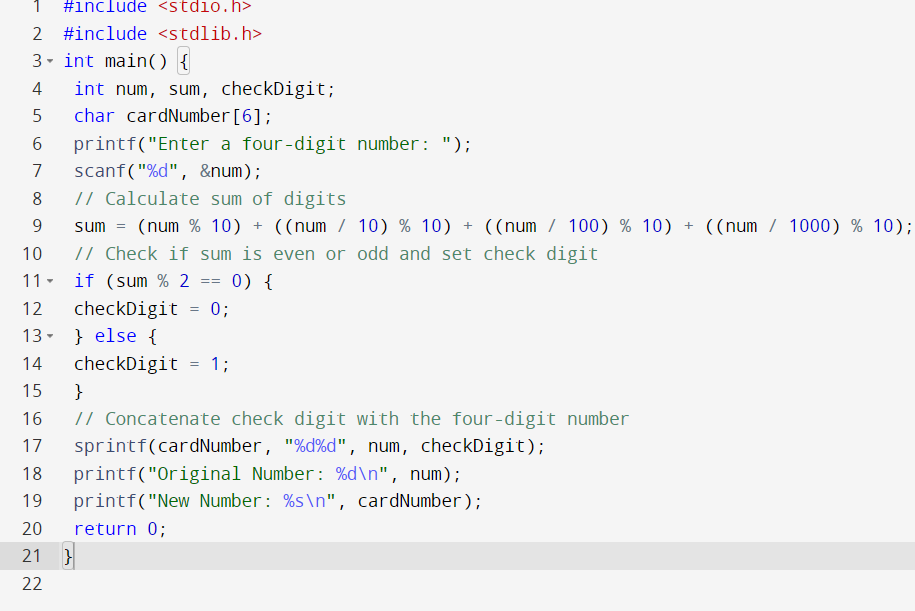 1 #include <stdio.h>
2 #include <stdlib.h>
3 int main() {
4 int num, sum, checkDigit;
5 char cardNumber[6];
6 printf("Enter a four-digit number: ");
7 scanf("%d", &num);
8 // Calculate sum of digits
9 sum = (num % 10) + ((num / 10) % 10) + ((num / 100) % 10) + ((num / 1000) % 10);
10 // Check if sum is even or odd and set check digit
11 if (sum % 2 == 0) {
12 checkDigit = 0;
13 } else {
14 checkDigit = 1;
15 }
16 // Concatenate check digit with the four-digit number
17 sprintf(cardNumber, "%d%d", num, checkDigit);
18 printf("Original Number: %d\n", num);
19 printf("New Number: %s\n", cardNumber);
20 return 0;
21 }
22